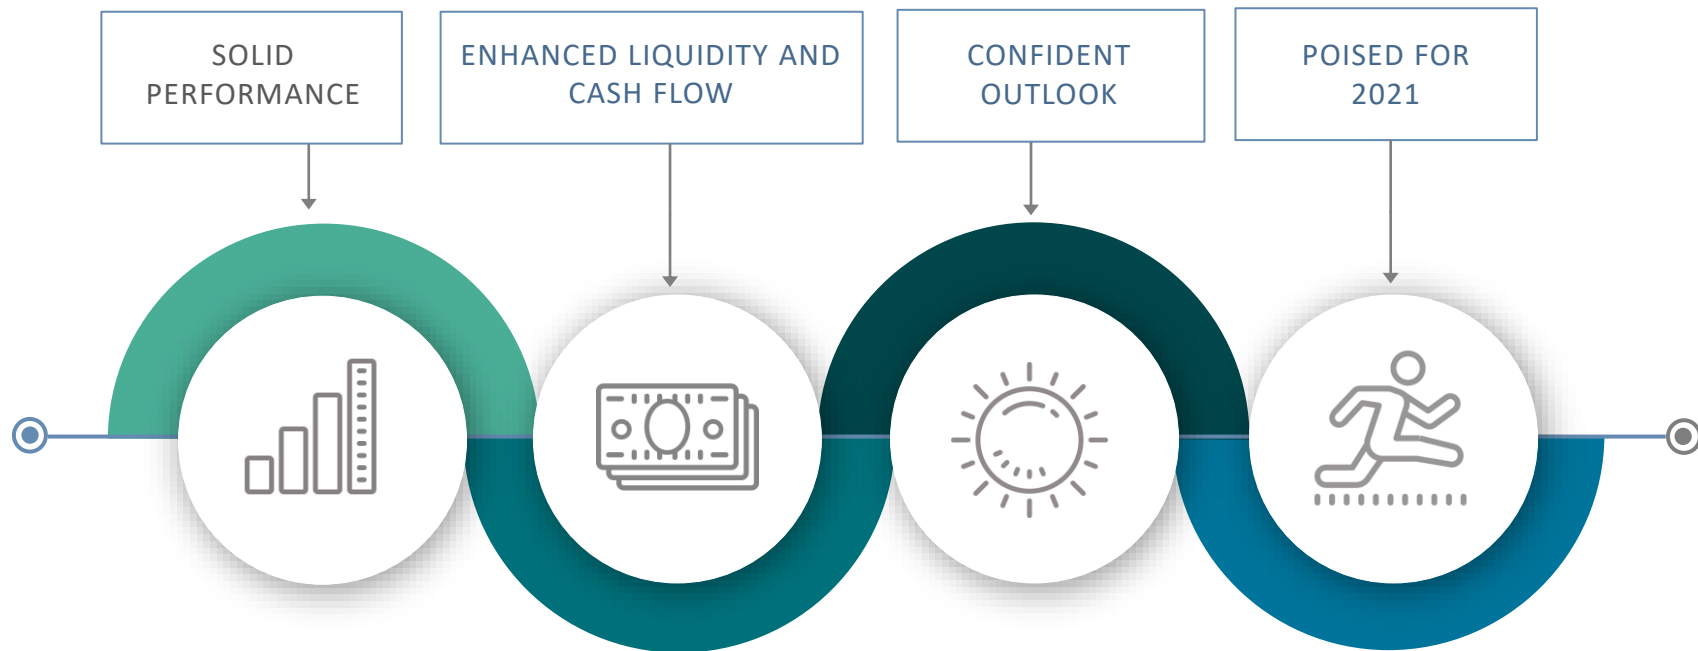 SOLID
PERFORMANCE
ENHANCED LIQUIDITY AND
CASH FLOW
CONFIDENT
OUTLOOK
POISED FOR
2021